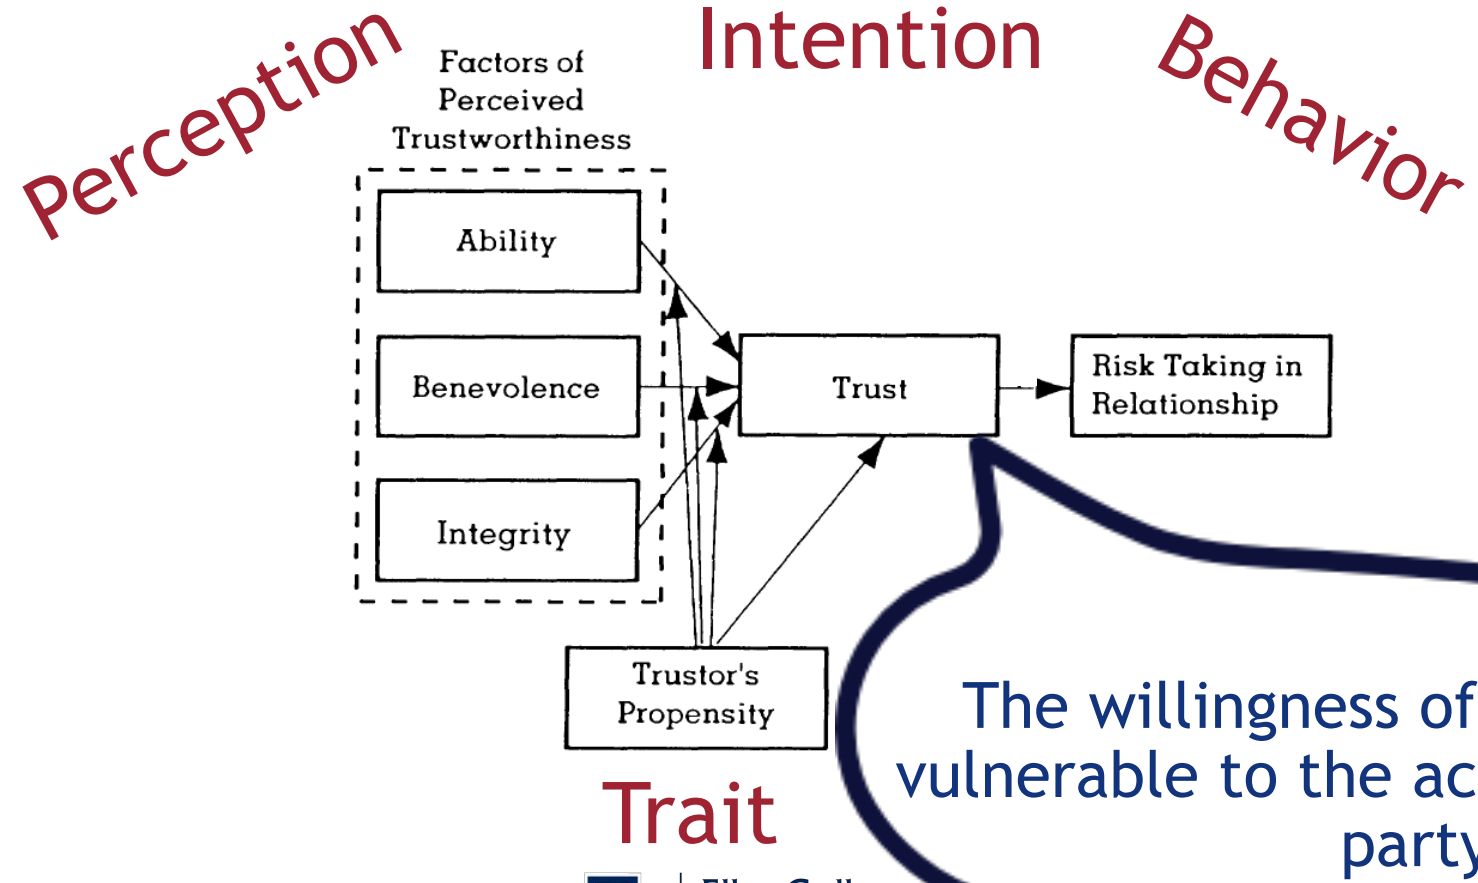 Perception
Intention
Behavior
Factors of
Perceived
Trustworthiness
Ability
Benevolence
Integrity
Trust
Risk Taking in
Relationship
Trustor's
Propensity
Trait
The willingness of
vulnerable to the ac
party